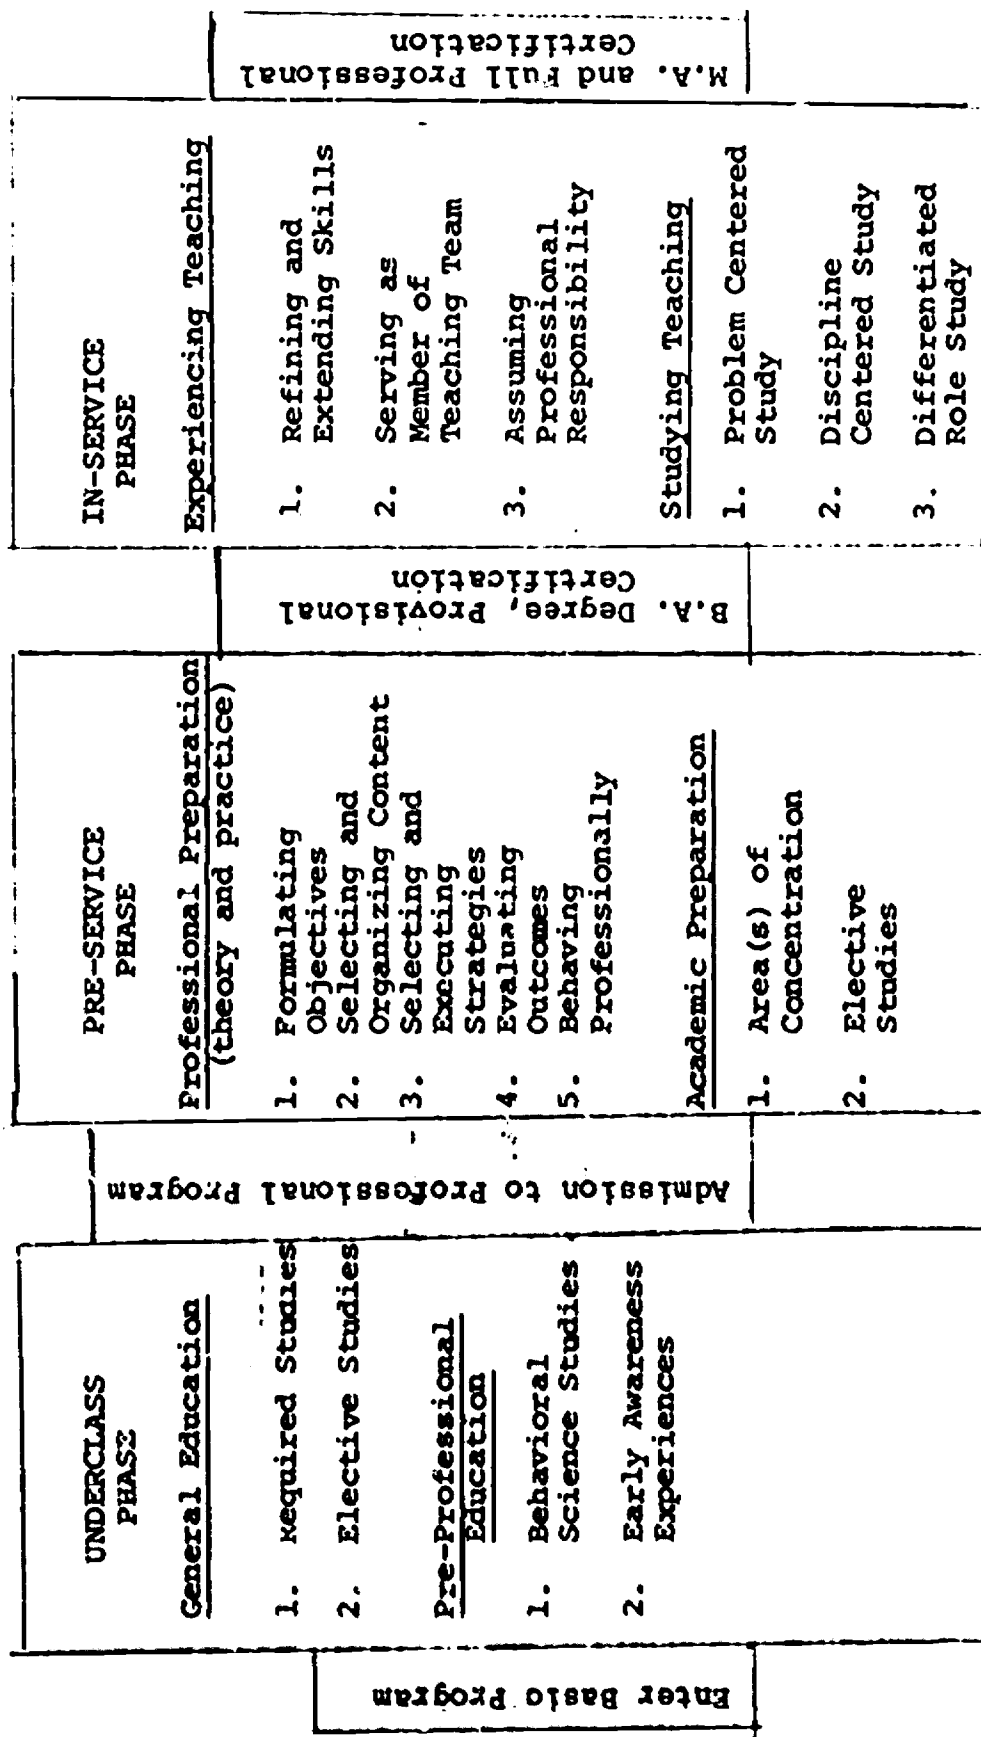 Enter Basic Program
UNDERCLASS
PHASE
General Education
1. Required Studies
2. Elective Studies
Pre-Professional
Education
1. Behavioral
Science Studies
2. Early Awareness
Experiences
Admission to Professional Program
PRE-SERVICE
PHASE
Professional Preparation
(theory and practice)
1. Formulating
Objectives
2. Selecting and
Organizing Content
3. Selecting and
Executing
Strategies
4. Evaluating
Outcomes
5. Behaving
Professionally
Academic Preparation
1. Area(s) of
Concentration
2. Elective
Studies
B.A. Degree, Provisional
Certification
IN-SERVICE
PHASE
Experiencing Teaching
1. Refining and
Extending Skills
2. Serving as
Member of
Teaching Team
3. Assuming
Professional
Responsibility
Studying Teaching
1. Problem Centered
Study
2. Discipline
Centered Study
3. Differentiated
Role Study
M.A. and Full Professional
Certification